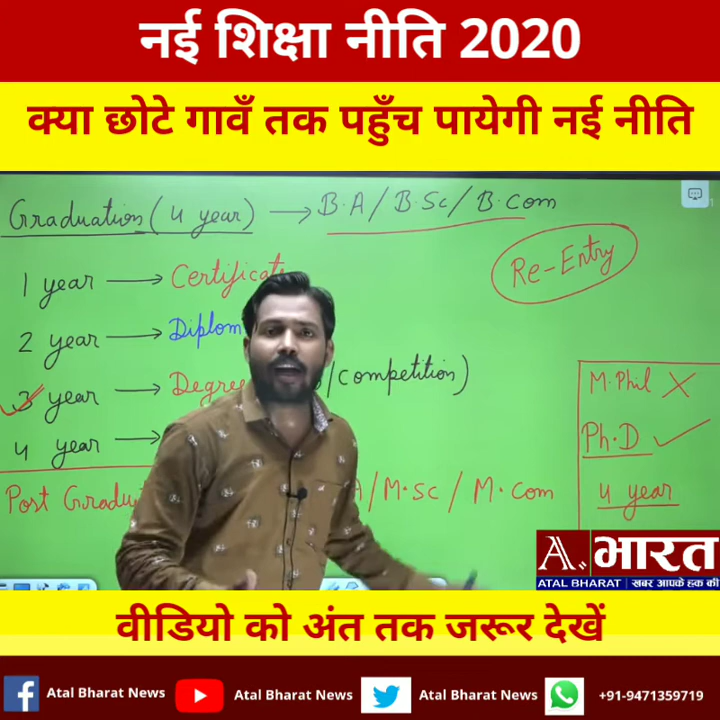 नई शिक्षा नीति 2020
क्या छोटे गावँ तक पहुँच पायेगी नई नीति
Graduation (4 year) → B.A / B.Sc / B.Com
Re-Entry
1 year → Certificate
2 year → Diplom
3 year → Degree /competition)
4 year →
M.Phil X
Ph.D ✓
4 year
Post Gradu A/M.Sc / M.Com
A. भारत
ATAL BHARAT | खबर आपके हक की
वीडियो को अंत तक जरूर देखें
Atal Bharat News Atal Bharat News Atal Bharat News +91-9471359719